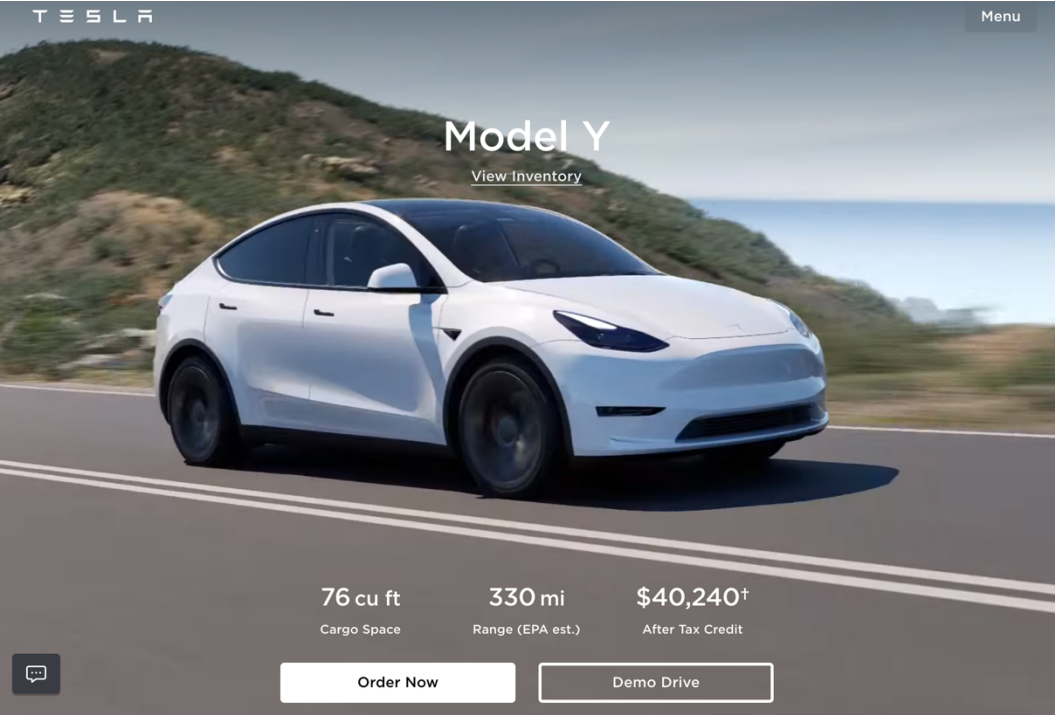 TESLA
Menu
Model Y
View Inventory
76 cu ft
330 mi
$40,240†
Cargo Space
Range (EPA est.)
After Tax Credit
Order Now
Demo Drive